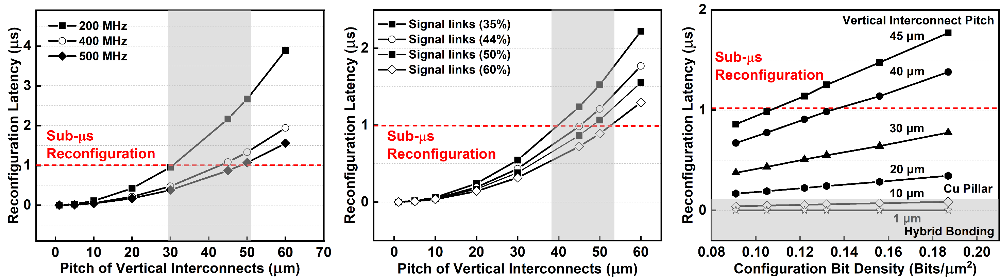 200 MHz
400 MHz
500 MHz
Sub-μs
Reconfiguration
4
3
2
1
0
Reconfiguration Latency (μs)
0 10 20 30 40 50 60 70
Pitch of Vertical Interconnects (μm)
Signal links (35%)
Signal links (44%)
Signal links (50%)
Signal links (60%)
Sub-μs
Reconfiguration
2
1
0
Reconfiguration Latency (μs)
0 10 20 30 40 50 60
Pitch of Vertical Interconnects (μm)
Vertical Interconnect Pitch
45 μm
Sub-μs
Reconfiguration
40 μm
30 μm
20 μm
Cu Pillar
10 μm
1 μm
Hybrid Bonding
2
1
0
Reconfiguration Latency (μs)
0.08 0.10 0.12 0.14 0.16 0.18 0.20
Configuration Bit Density (Bits/μm²)